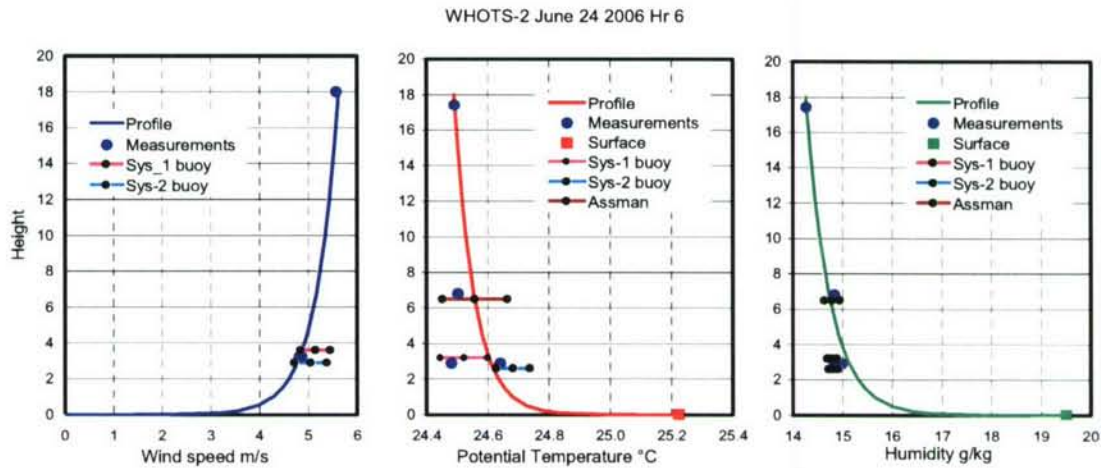 WHOTS-2 June 24 2006 Hr 6
Height
20
18
16
14
12
10
8
6
4
2
0
0 1 2 3 4 5 6
Wind speed m/s
Profile
Measurements
Sys_1 buoy
Sys-2 buoy
20
18
16
14
12
10
8
6
4
2
0
24.4 24.6 24.8 25.0 25.2 25.4
Potential Temperature °C
Profile
Measurements
Surface
Sys-1 buoy
Sys-2 buoy
Assman
20
18
16
14
12
10
8
6
4
2
0
14 15 16 17 18 19 20
Humidity g/kg
Profile
Measurements
Surface
Sys-1 buoy
Sys-2 buoy
Assman